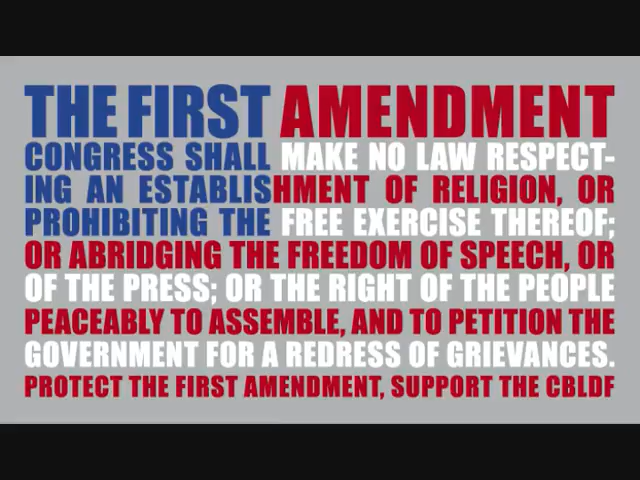 THE FIRST AMENDMENT
CONGRESS SHALL MAKE NO LAW RESPECT-
ING AN ESTABLISHMENT OF RELIGION, OR
PROHIBITING THE FREE EXERCISE THEREOF;
OR ABRIDGING THE FREEDOM OF SPEECH, OR
OF THE PRESS; OR THE RIGHT OF THE PEOPLE
PEACEABLY TO ASSEMBLE, AND TO PETITION THE
GOVERNMENT FOR A REDRESS OF GRIEVANCES.
PROTECT THE FIRST AMENDMENT, SUPPORT THE CBLDF